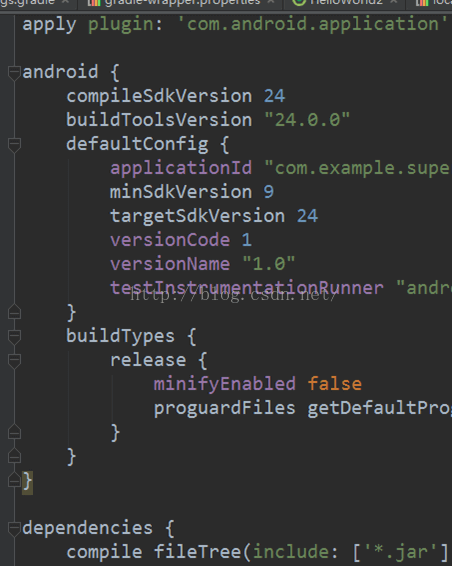 gs.gradle × gradle-wrapper.properties × HelloWorld2 × loca
apply plugin: 'com.android.application'
android {
compileSdkVersion 24
buildToolsVersion "24.0.0"
defaultConfig {
applicationId "com.example.supe
minSdkVersion 9
targetSdkVersion 24
versionCode 1
versionName "1.0"
testInstrumentationRunner "andr
http://blog.csdn.net/
}
buildTypes {
release {
minifyEnabled false
proguardFiles getDefaultProg
}
}
}
dependencies {
compile fileTree(include: ['*.jar']